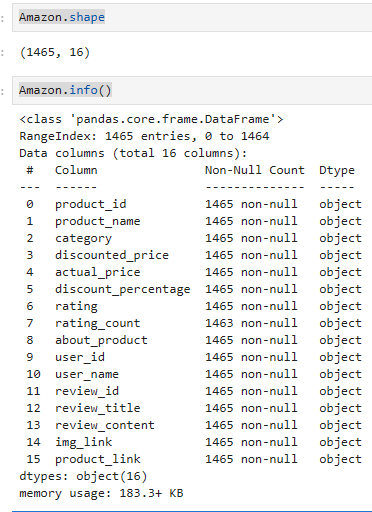 Amazon.shape
(1465, 16)
Amazon.info()
<class 'pandas.core.frame.DataFrame'>
RangeIndex: 1465 entries, 0 to 1464
Data columns (total 16 columns):
 #   Column               Non-Null Count  Dtype
---  ------               --------------  -----
 0   product_id           1465 non-null   object
 1   product_name         1465 non-null   object
 2   category             1465 non-null   object
 3   discounted_price     1465 non-null   object
 4   actual_price         1465 non-null   object
 5   discount_percentage  1465 non-null   object
 6   rating               1465 non-null   object
 7   rating_count         1463 non-null   object
 8   about_product        1465 non-null   object
 9   user_id              1465 non-null   object
 10  user_name            1465 non-null   object
 11  review_id            1465 non-null   object
 12  review_title         1465 non-null   object
 13  review_content       1465 non-null   object
 14  img_link             1465 non-null   object
 15  product_link         1465 non-null   object
dtypes: object(16)
memory usage: 183.3+ KB